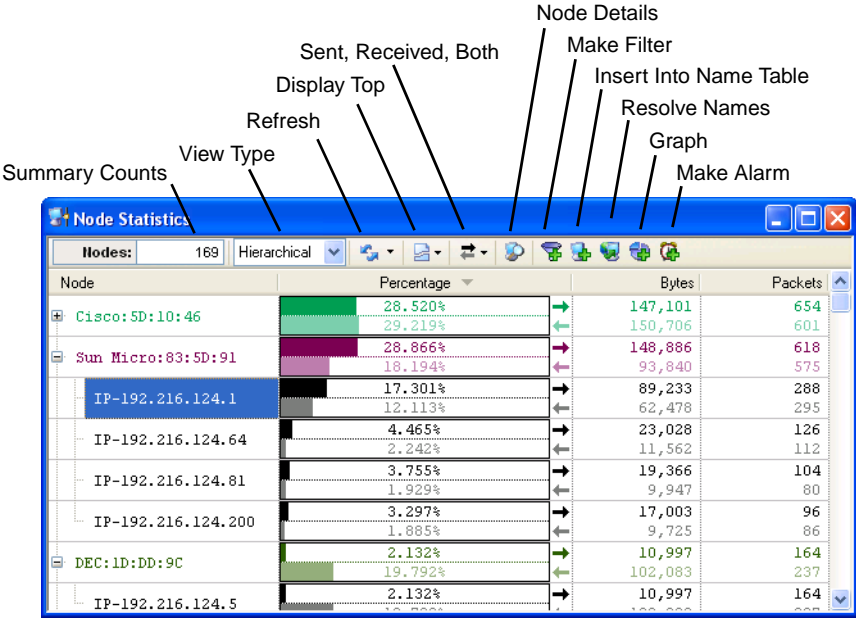 Node Details
Sent, Received, Both
Make Filter
Display Top
Insert Into Name Table
Refresh
Resolve Names
View Type
Graph
Summary Counts
Make Alarm
Node Statistics
Nodes: 169 Hierarchical
Node Percentage Bytes Packets
Cisco:5D:10:46 28.520% 147,101 654
29.219% 150,706 601
Sun Micro:83:5D:91 28.866% 148,886 618
18.194% 93,840 575
IP-192.216.124.1 17.301% 89,233 288
12.113% 62,478 295
IP-192.216.124.64 4.465% 23,028 126
2.242% 11,562 112
IP-192.216.124.81 3.755% 19,366 104
1.929% 9,947 80
IP-192.216.124.200 3.297% 17,003 96
1.885% 9,725 86
DEC:1D:DD:9C 2.132% 10,997 164
19.792% 102,083 237
IP-192.216.124.5 2.132% 10,997 164